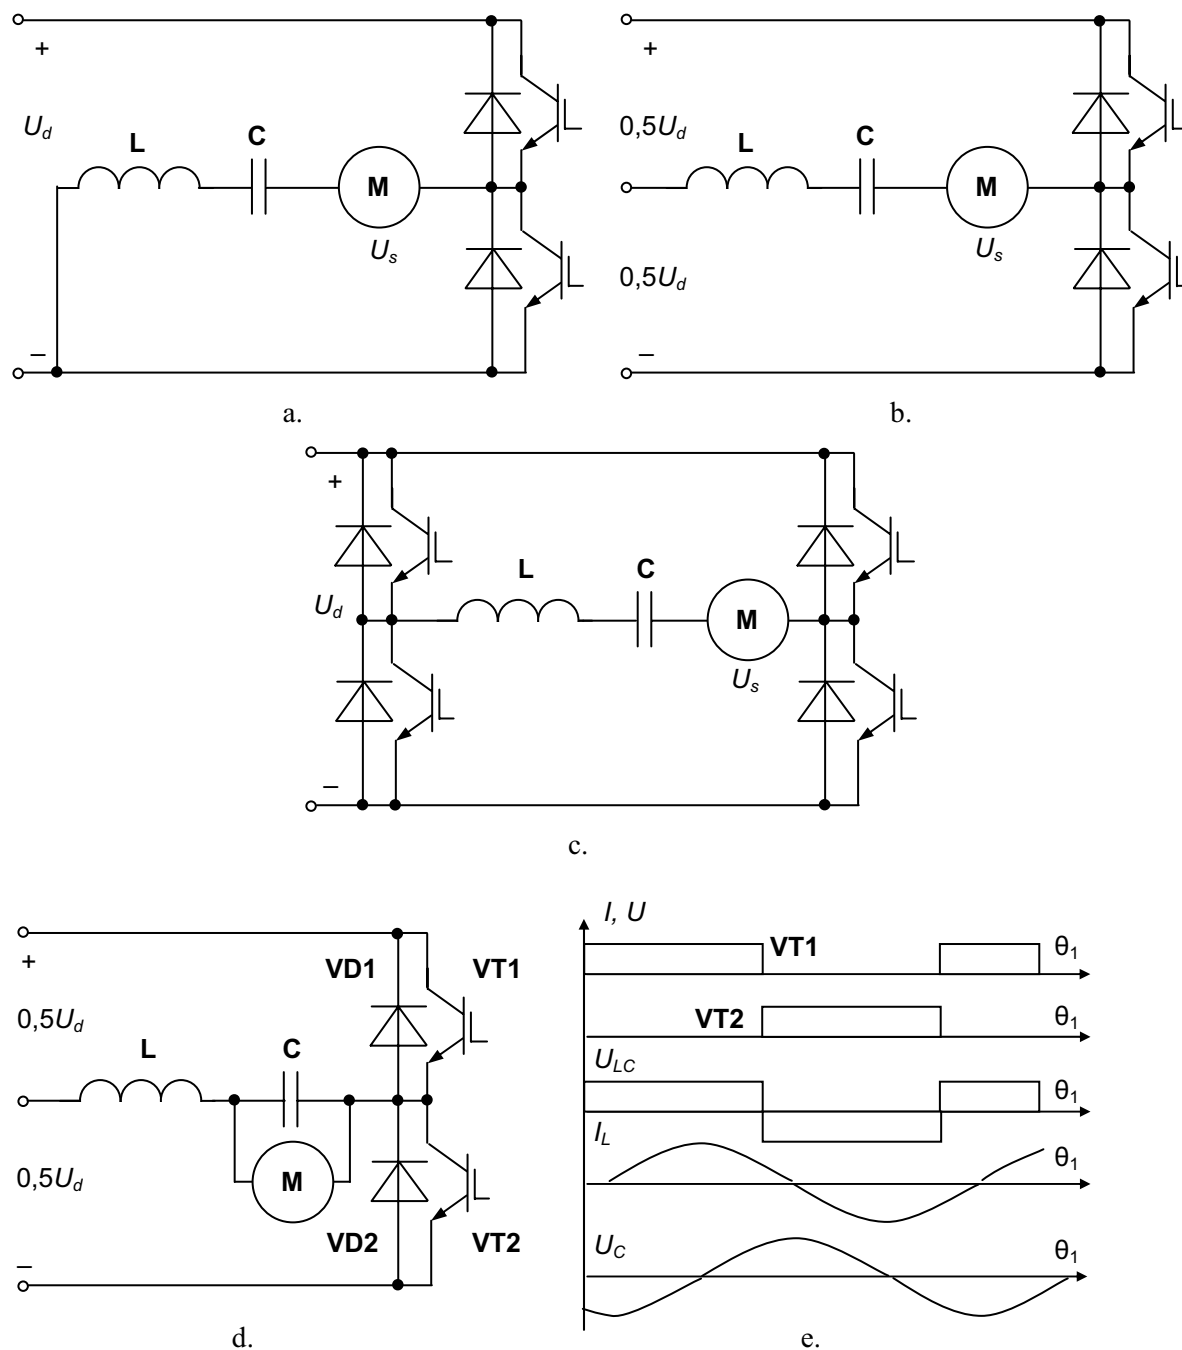 +
+
U_d
L
C
M
U_s
–
a.
0,5U_d
L
C
M
U_s
0,5U_d
–
b.
+
U_d
L
C
M
U_s
–
c.
+
VD1
VT1
0,5U_d
L
C
0,5U_d
M
VD2
VT2
–
d.
I, U
VT1
θ₁
VT2
θ₁
U_LC
θ₁
I_L
θ₁
U_C
θ₁
e.